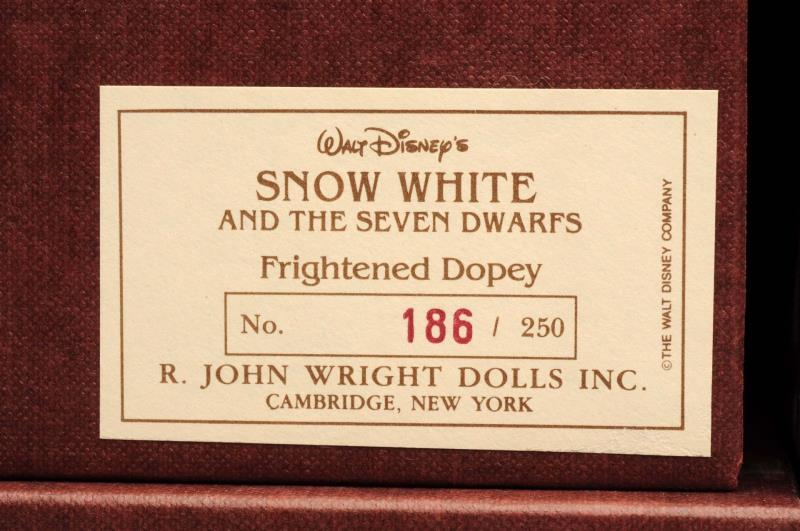 Walt Disney's
SNOW WHITE
AND THE SEVEN DWARFS
Frightened Dopey
No. 186 / 250
R. JOHN WRIGHT DOLLS INC.
CAMBRIDGE, NEW YORK
©THE WALT DISNEY COMPANY